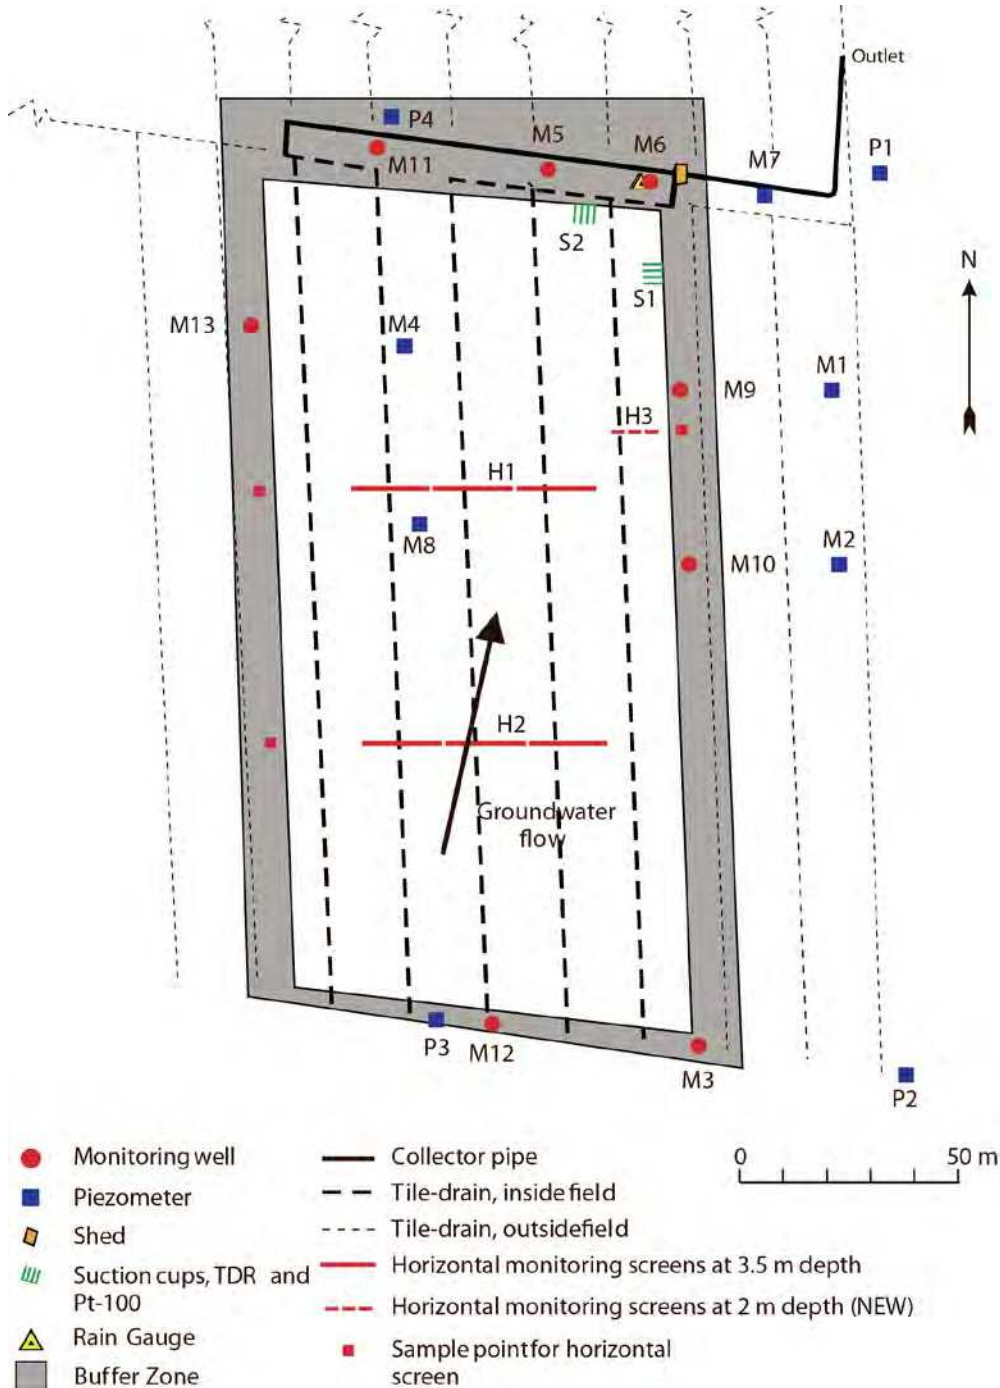 Outlet
P4
M5
M6
P1
M11
M7
S2
N
S1
M13
M4
M1
M9
H3
H1
M8
M2
M10
H2
Groundwater
flow
P3
M12
M3
P2
Monitoring well
Piezometer
Shed
Suction cups, TDR and
Pt-100
Rain Gauge
Buffer Zone
Collector pipe
Tile-drain, inside field
Tile-drain, outsidefield
Horizontal monitoring screens at 3.5 m depth
Horizontal monitoring screens at 2 m depth (NEW)
Sample point for horizontal
screen
0 50 m